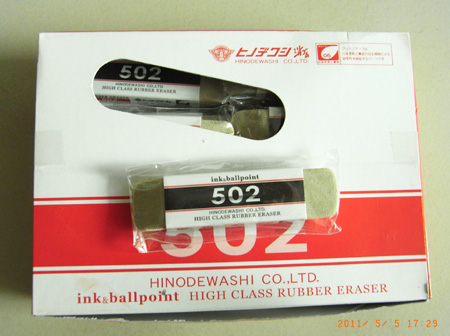 ヒノデワシ
HINODEWASHI CO.,LTD.
502
HINODEWASHI CO.,LTD.
HIGH CLASS RUBBER ERASER
ink&ballpoint
502
HINODEWASHI CO.,LTD.
HIGH CLASS RUBBER ERASER
502
HINODEWASHI CO.,LTD.
ink&ballpoint HIGH CLASS RUBBER ERASER
2011/ 5/ 5 17:29